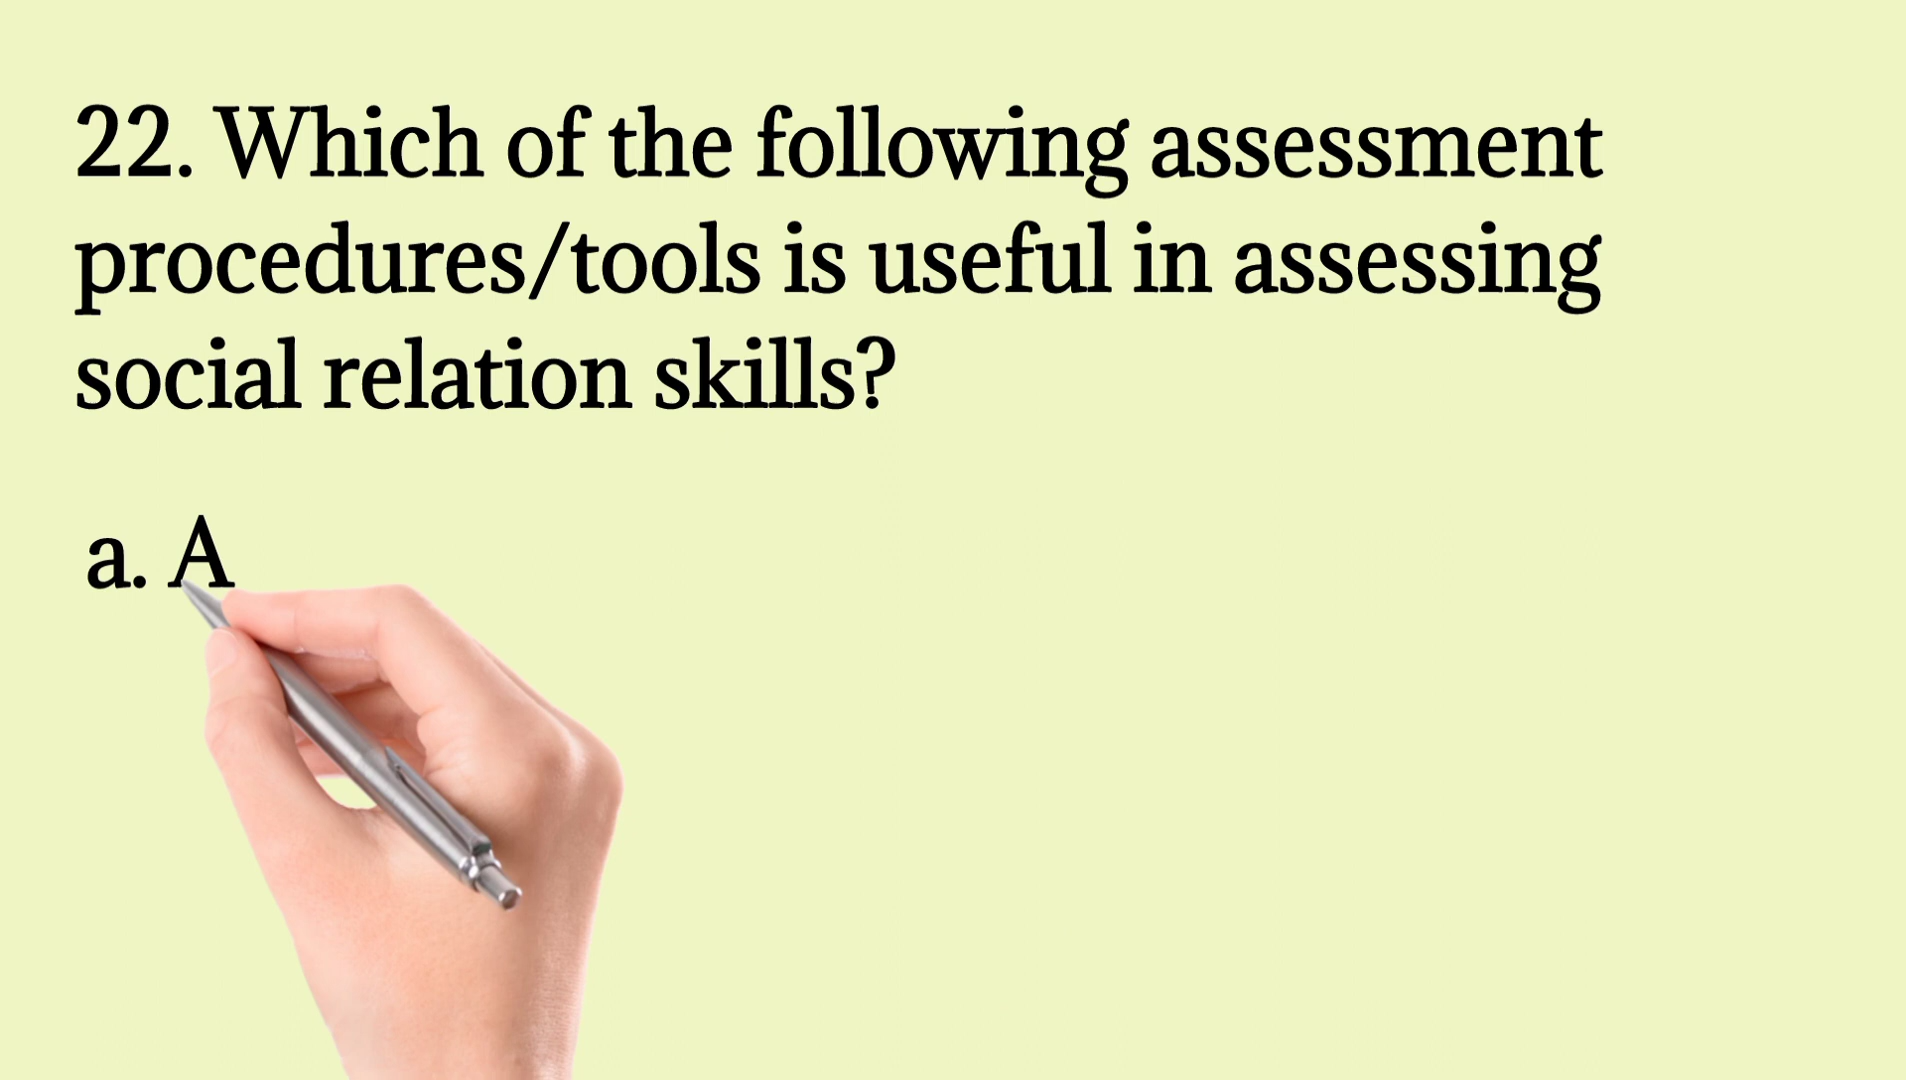 22. Which of the following assessment
procedures/tools is useful in assessing
social relation skills?
a. A